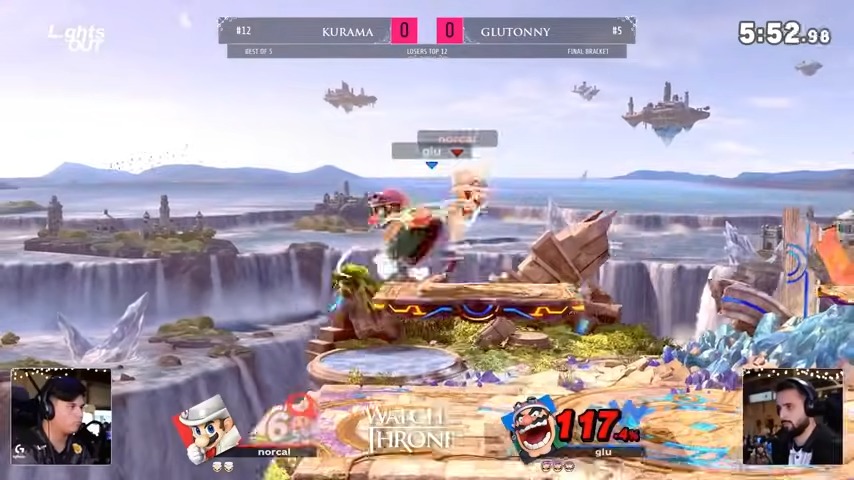 Lights
OUT
#12 KURAMA 0 0 GLUTONNY #5
BEST OF 5 LOSERS TOP 12 FINAL BRACKET
5:52.98
norcal
glu
WATCH
THRONE
117.4%
norcal
glu